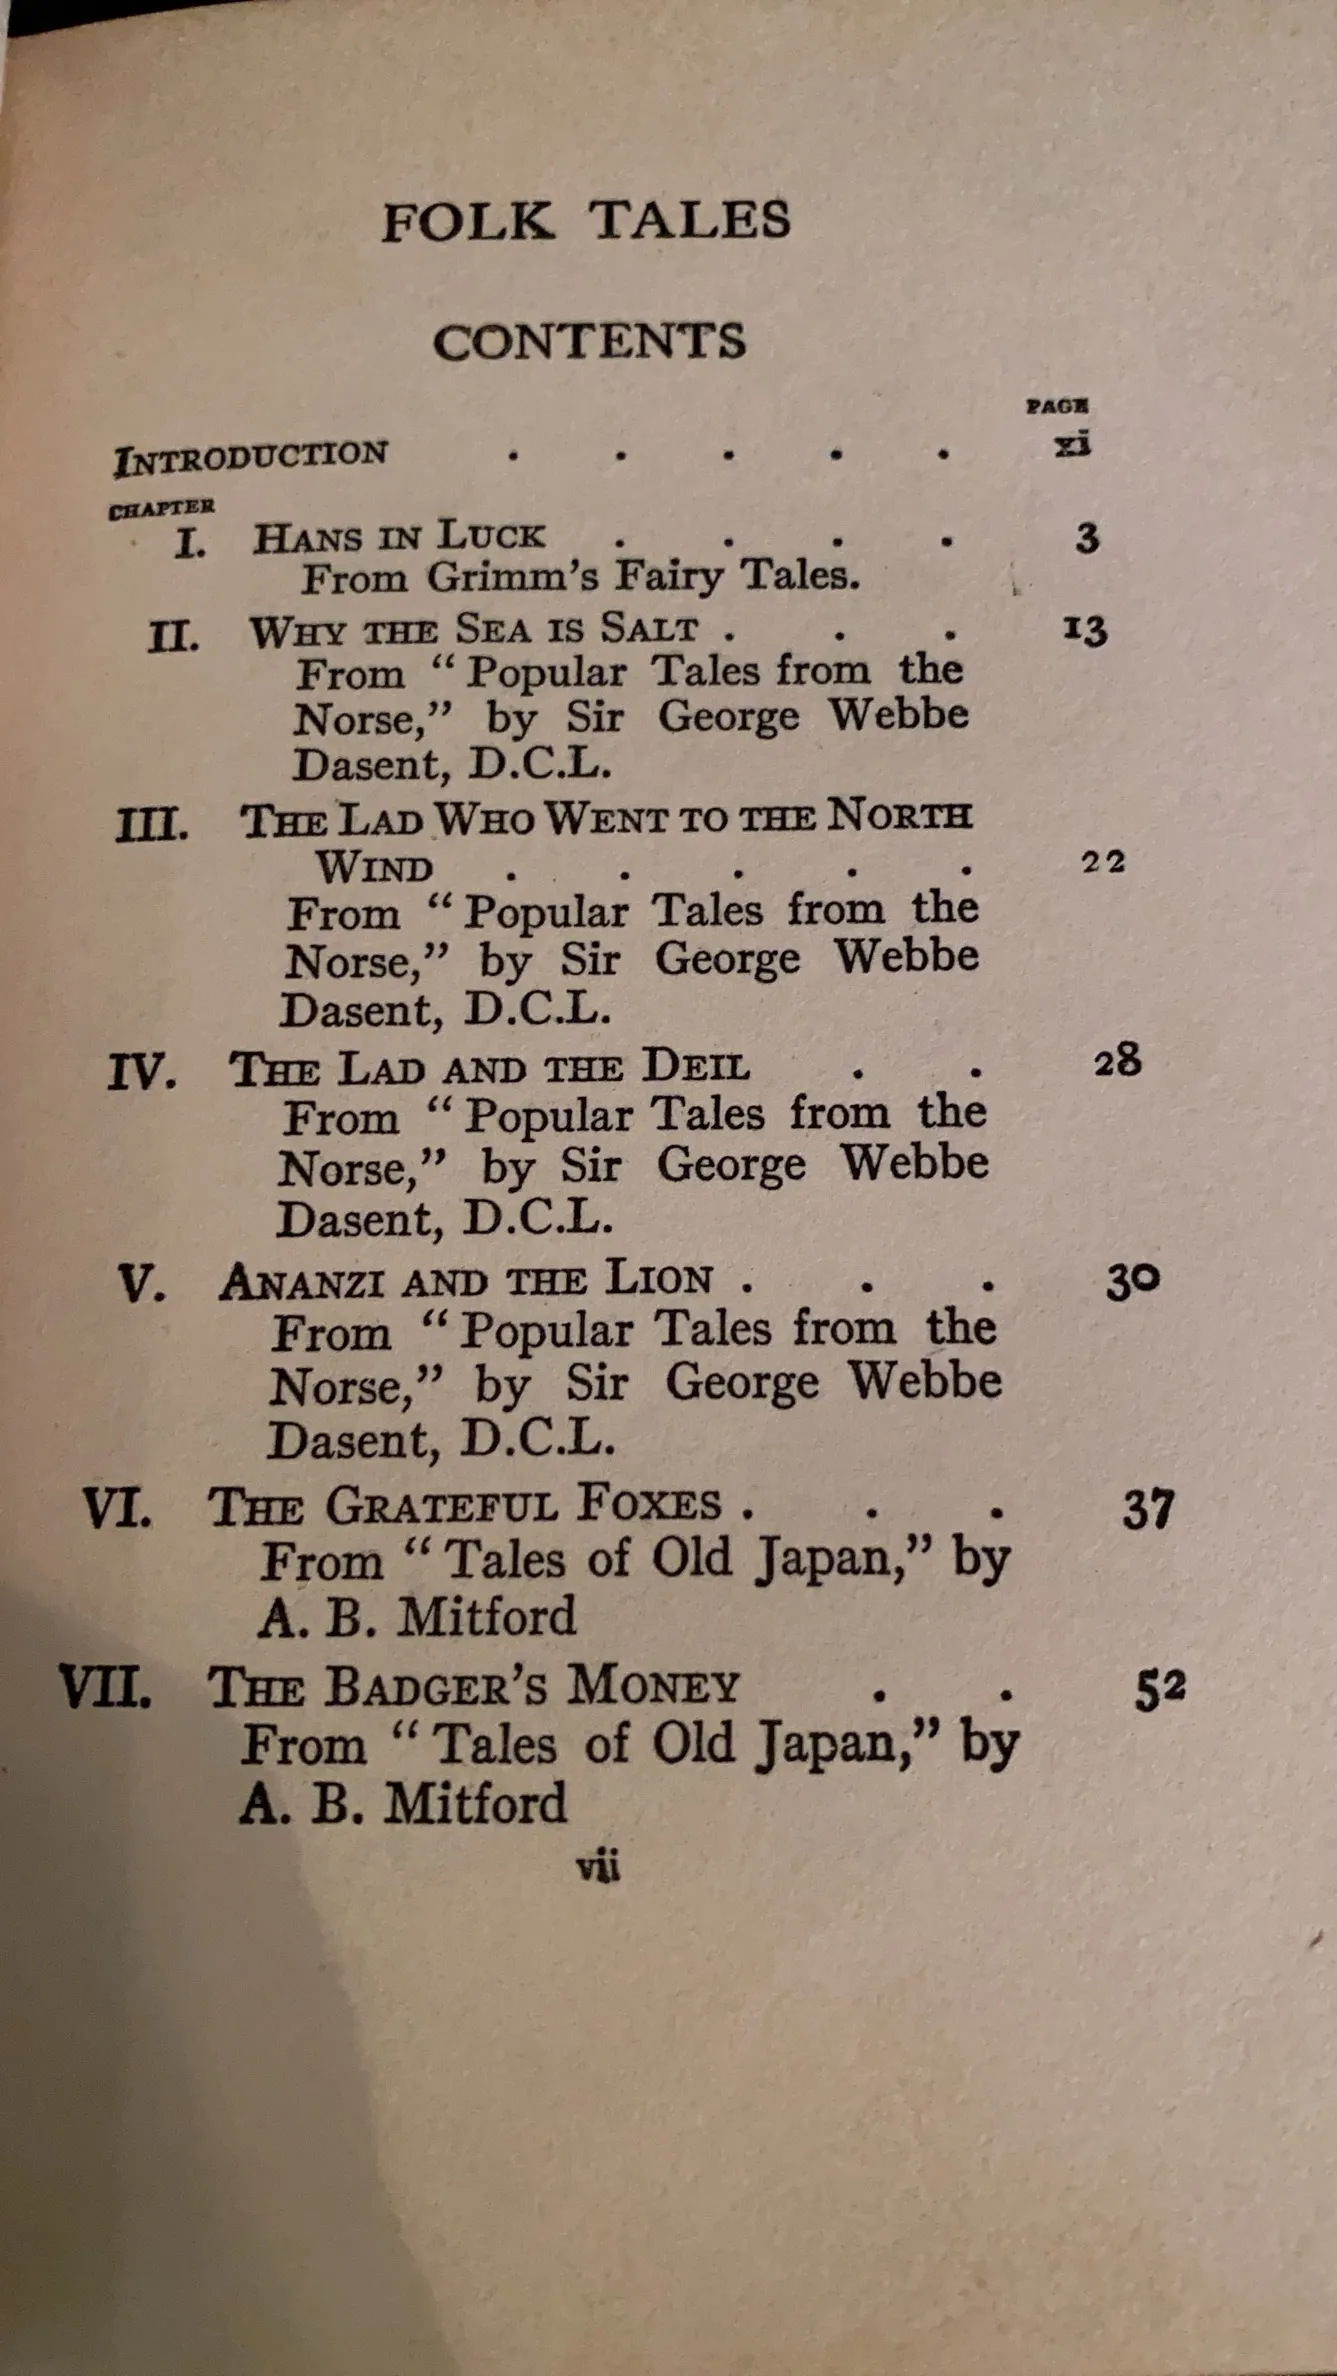 FOLK TALES
CONTENTS
PAGE
INTRODUCTION . . . . . xi
CHAPTER
I. HANS IN LUCK . . . . 3
From Grimm's Fairy Tales.
II. WHY THE SEA IS SALT . . . 13
From "Popular Tales from the
Norse," by Sir George Webbe
Dasent, D.C.L.
III. THE LAD WHO WENT TO THE NORTH
WIND . . . . . 22
From "Popular Tales from the
Norse," by Sir George Webbe
Dasent, D.C.L.
IV. THE LAD AND THE DEIL . . 28
From "Popular Tales from the
Norse," by Sir George Webbe
Dasent, D.C.L.
V. ANANZI AND THE LION . . . 30
From "Popular Tales from the
Norse," by Sir George Webbe
Dasent, D.C.L.
VI. THE GRATEFUL FOXES . . . 37
From "Tales of Old Japan," by
A. B. Mitford
VII. THE BADGER'S MONEY . . 52
From "Tales of Old Japan," by
A. B. Mitford
vii